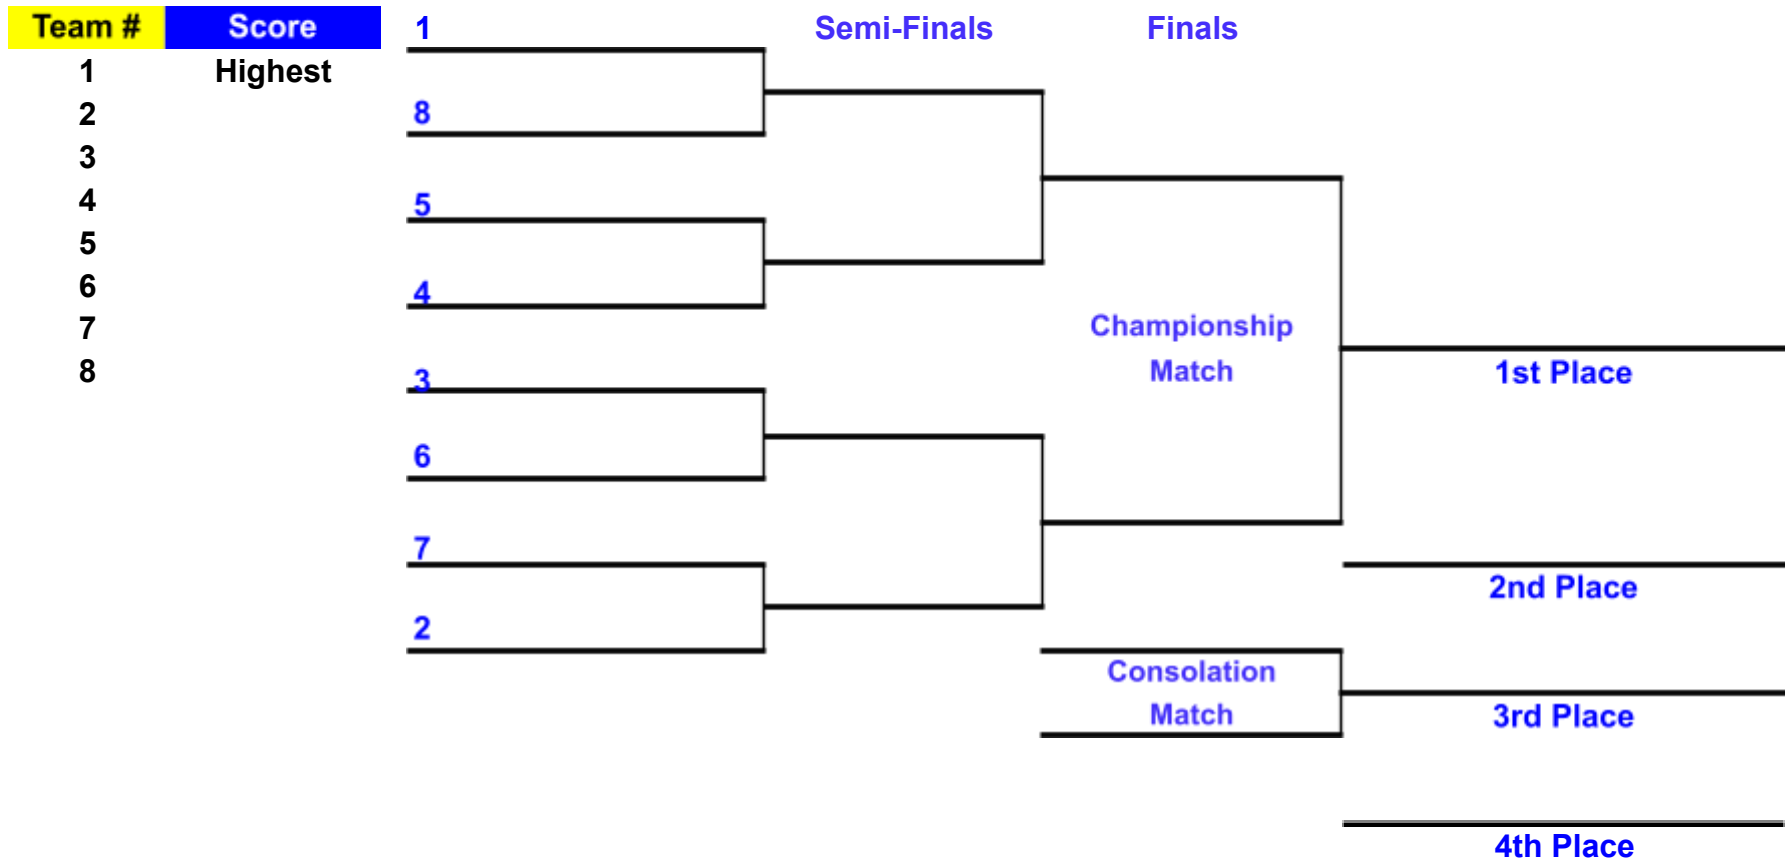 Team # Score
1 Highest
2
3
4
5
6
7
8
1
8
5
4
3
6
7
2
Semi-Finals
Finals
Championship
Match
Consolation
Match
1st Place
2nd Place
3rd Place
4th Place